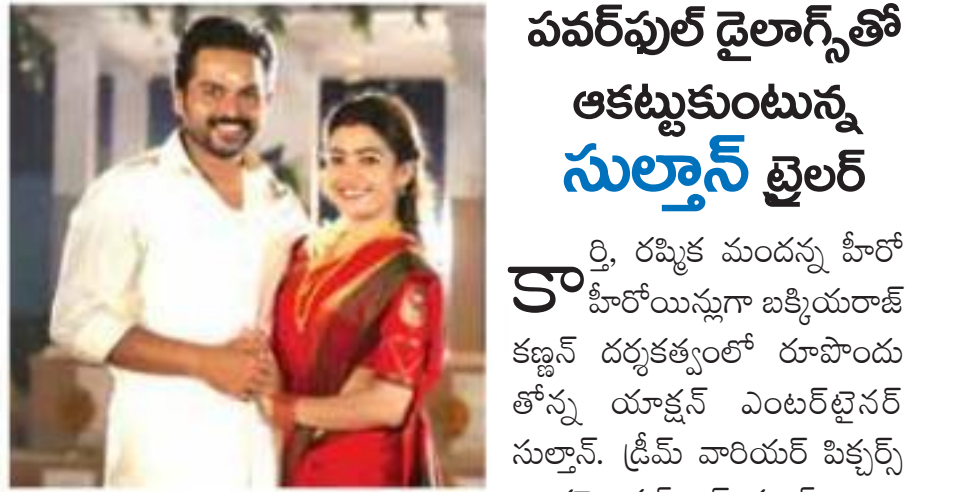 పవర్‌ఫుల్ డైలాగ్స్‌తో
ఆకట్టుకుంటున్న
సుల్తాన్ ట్రైలర్
కార్తి, రష్మిక మందన్న హీరో
హీరోయిన్లుగా బక్కియరాజ్
కణ్ణన్ దర్శకత్వంలో రూపొందు
తోన్న యాక్షన్ ఎంటర్‌టైనర్
సుల్తాన్. డ్రీమ్ వారియర్ పిక్చర్స్